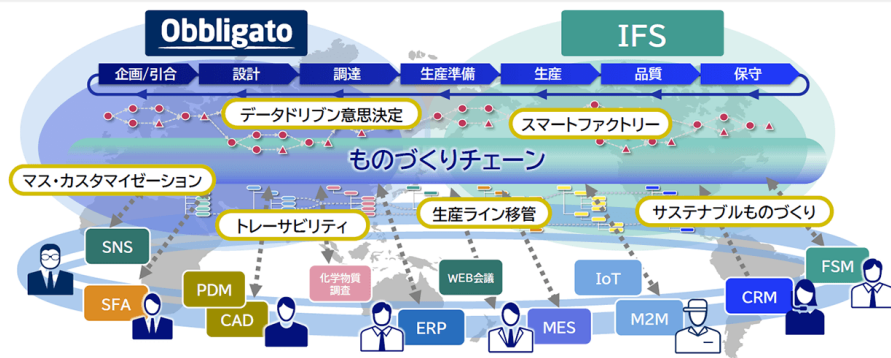 Obbligato
IFS
企画/引合
設計
調達
生産準備
生産
品質
保守
データドリブン意思決定
スマートファクトリー
ものづくりチェーン
マス・カスタマイゼーション
トレーサビリティ
生産ライン移管
サステナブルものづくり
SNS
SFA
PDM
CAD
化学物質
調査
ERP
WEB会議
MES
IoT
M2M
CRM
FSM